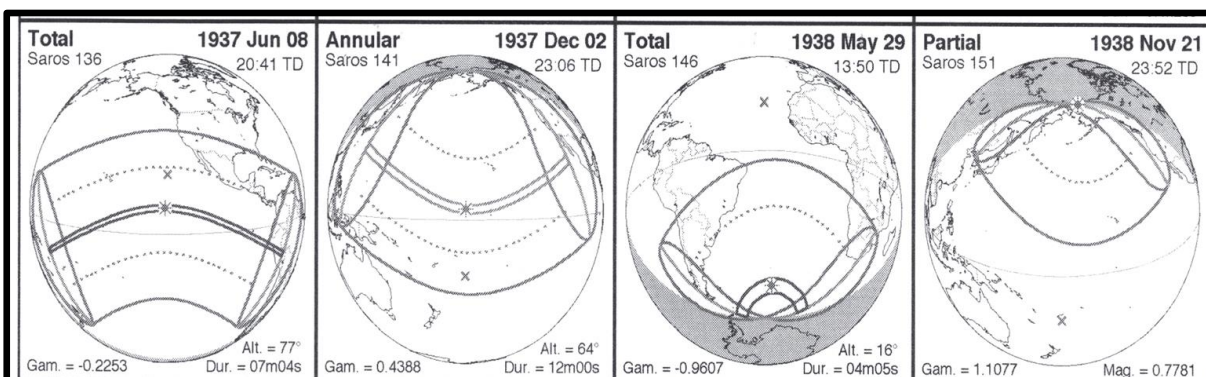 Total 1937 Jun 08
Saros 136 20:41 TD
Alt. = 77°
Gam. = -0.2253 Dur. = 07m04s
Annular 1937 Dec 02
Saros 141 23:06 TD
Alt. = 64°
Gam. = 0.4388 Dur. = 12m00s
Total 1938 May 29
Saros 146 13:50 TD
Alt. = 16°
Gam. = -0.9607 Dur. = 04m05s
Partial 1938 Nov 21
Saros 151 23:52 TD
Gam. = 1.1077 Mag. = 0.7781